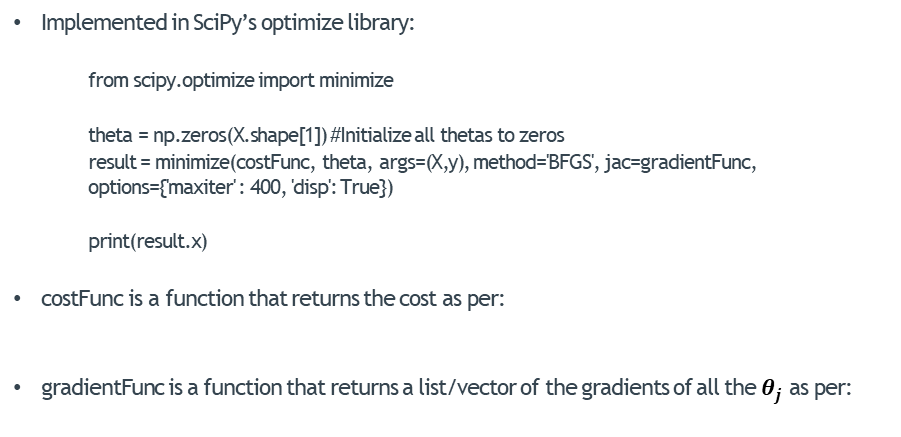 • Implemented in SciPy's optimize library:
from scipy.optimize import minimize
theta = np.zeros(X.shape[1]) #Initialize all thetas to zeros
result = minimize(costFunc, theta, args=(X,y), method='BFGS', jac=gradientFunc,
options={'maxiter': 400, 'disp': True})
print(result.x)
• costFunc is a function that returns the cost as per:
• gradientFunc is a function that returns a list/vector of the gradients of all the θⱼ as per: